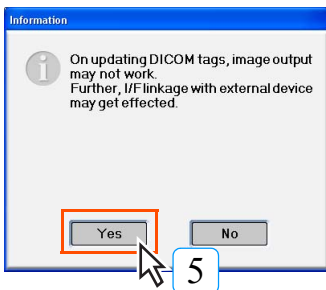 Information
On updating DICOM tags, image output
may not work.
Further, I/F linkage with external device
may get effected.
Yes
No
5